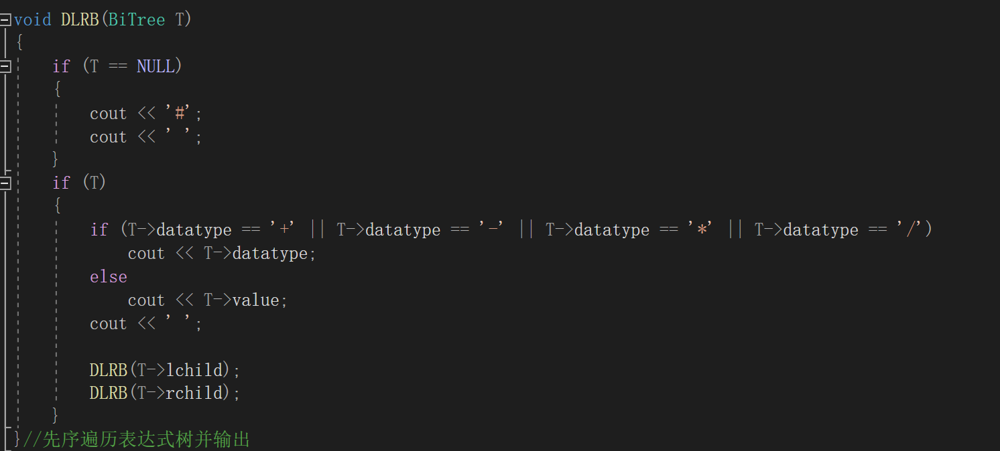 void DLRB(BiTree T)
{
    if (T == NULL)
    {
        cout << '#';
        cout << ' ';
    }
    if (T)
    {
        if (T->datatype == '+' || T->datatype == '-' || T->datatype == '*' || T->datatype == '/')
            cout << T->datatype;
        else
            cout << T->value;
        cout << ' ';

        DLRB(T->lchild);
        DLRB(T->rchild);
    }
}//先序遍历表达式树并输出